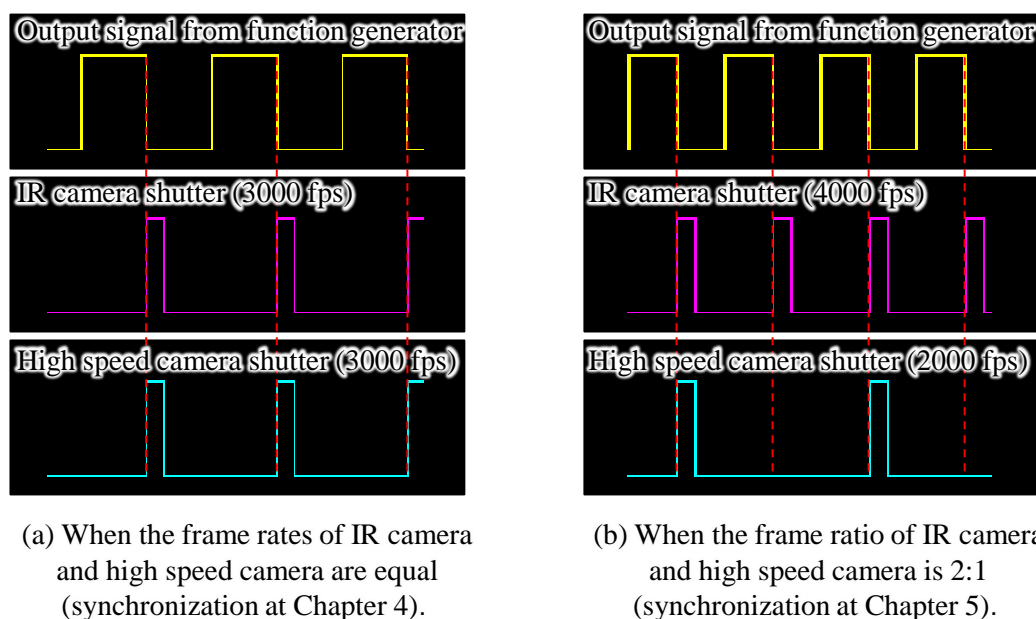 Output signal from function generator
IR camera shutter (3000 fps)
High speed camera shutter (3000 fps)
(a) When the frame rates of IR camera
and high speed camera are equal
(synchronization at Chapter 4).
Output signal from function generator
IR camera shutter (4000 fps)
High speed camera shutter (2000 fps)
(b) When the frame ratio of IR camera
and high speed camera is 2:1
(synchronization at Chapter 5).